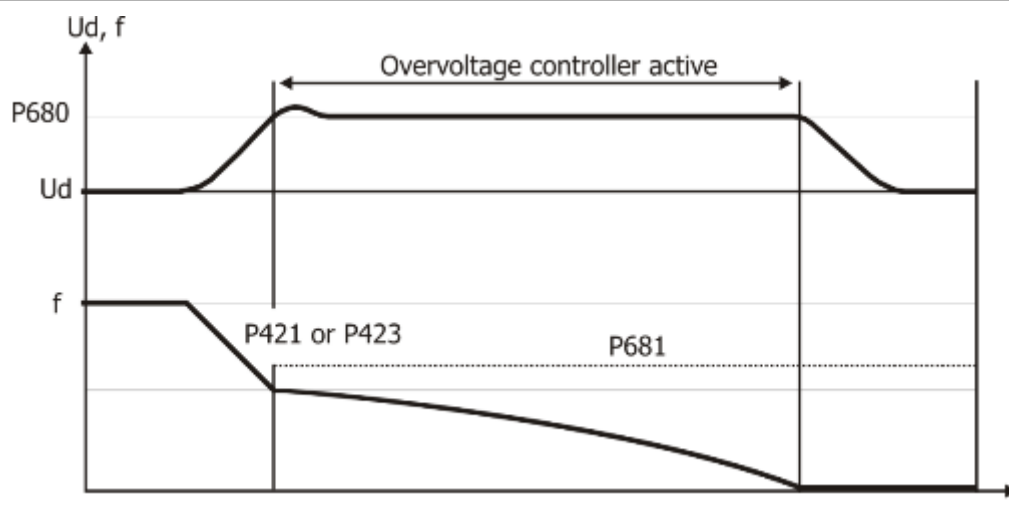 Ud, f
Overvoltage controller active
P680
Ud
f
P421 or P423
P681